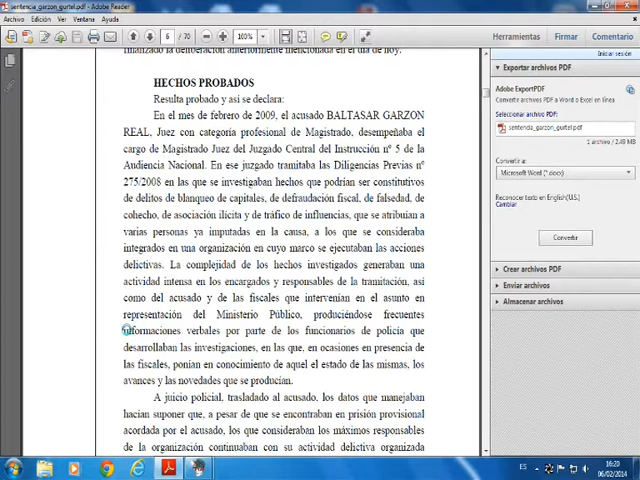 sentencia_garzon_gurtel.pdf - Adobe Reader
Archivo Edición Ver Ventana Ayuda
6 / 70 100% Herramientas Firmar Comentario
finalizado la deliberación anteriormente mencionada en el día de hoy.
HECHOS PROBADOS
Resulta probado y así se declara:
En el mes de febrero de 2009, el acusado BALTASAR GARZON
REAL, Juez con categoría profesional de Magistrado, desempeñaba el
cargo de Magistrado Juez del Juzgado Central del Instrucción nº 5 de la
Audiencia Nacional. En ese juzgado tramitaba las Diligencias Previas nº
275/2008 en las que se investigaban hechos que podrían ser constitutivos
de delitos de blanqueo de capitales, de defraudación fiscal, de falsedad, de
cohecho, de asociación ilícita y de tráfico de influencias, que se atribuían a
varias personas ya imputadas en la causa, a los que se consideraba
integrados en una organización en cuyo marco se ejecutaban las acciones
delictivas. La complejidad de los hechos investigados generaban una
actividad intensa en los encargados y responsables de la tramitación, así
como del acusado y de las fiscales que intervenían en el asunto en
representación del Ministerio Público, produciéndose frecuentes
informaciones verbales por parte de los funcionarios de policía que
desarrollaban las investigaciones, en las que, en ocasiones en presencia de
las fiscales, ponían en conocimiento de aquel el estado de las mismas, los
avances y las novedades que se producían.
A juicio policial, trasladado al acusado, los datos que manejaban
hacían suponer que, a pesar de que se encontraban en prisión provisional
acordada por el acusado, los que consideraban los máximos responsables
de la organización continuaban con su actividad delictiva organizada
Iniciar sesión
Exportar archivos PDF
Adobe ExportPDF
Convertir archivos PDF a Word o Excel en línea
Seleccionar archivo PDF:
sentencia_garzon_gurtel.pdf
1 archivo / 2.49 MB
Convertir a:
Microsoft Word (*.docx)
Reconocer texto en English(U.S.)
Cambiar
Convertir
Crear archivos PDF
Enviar archivos
Almacenar archivos
ES
16:20
06/02/2014